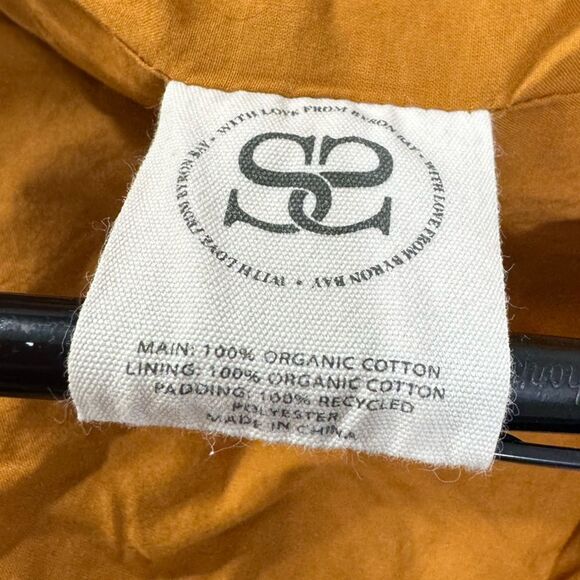 WITH LOVE FROM BYRON BAY • WITH LOVE FROM BYRON BAY • WITH LOVE FROM BYRON BAY •
MAIN: 100% ORGANIC COTTON
LINING: 100% ORGANIC COTTON
PADDING: 100% RECYCLED
POLYESTER
MADE IN CHINA